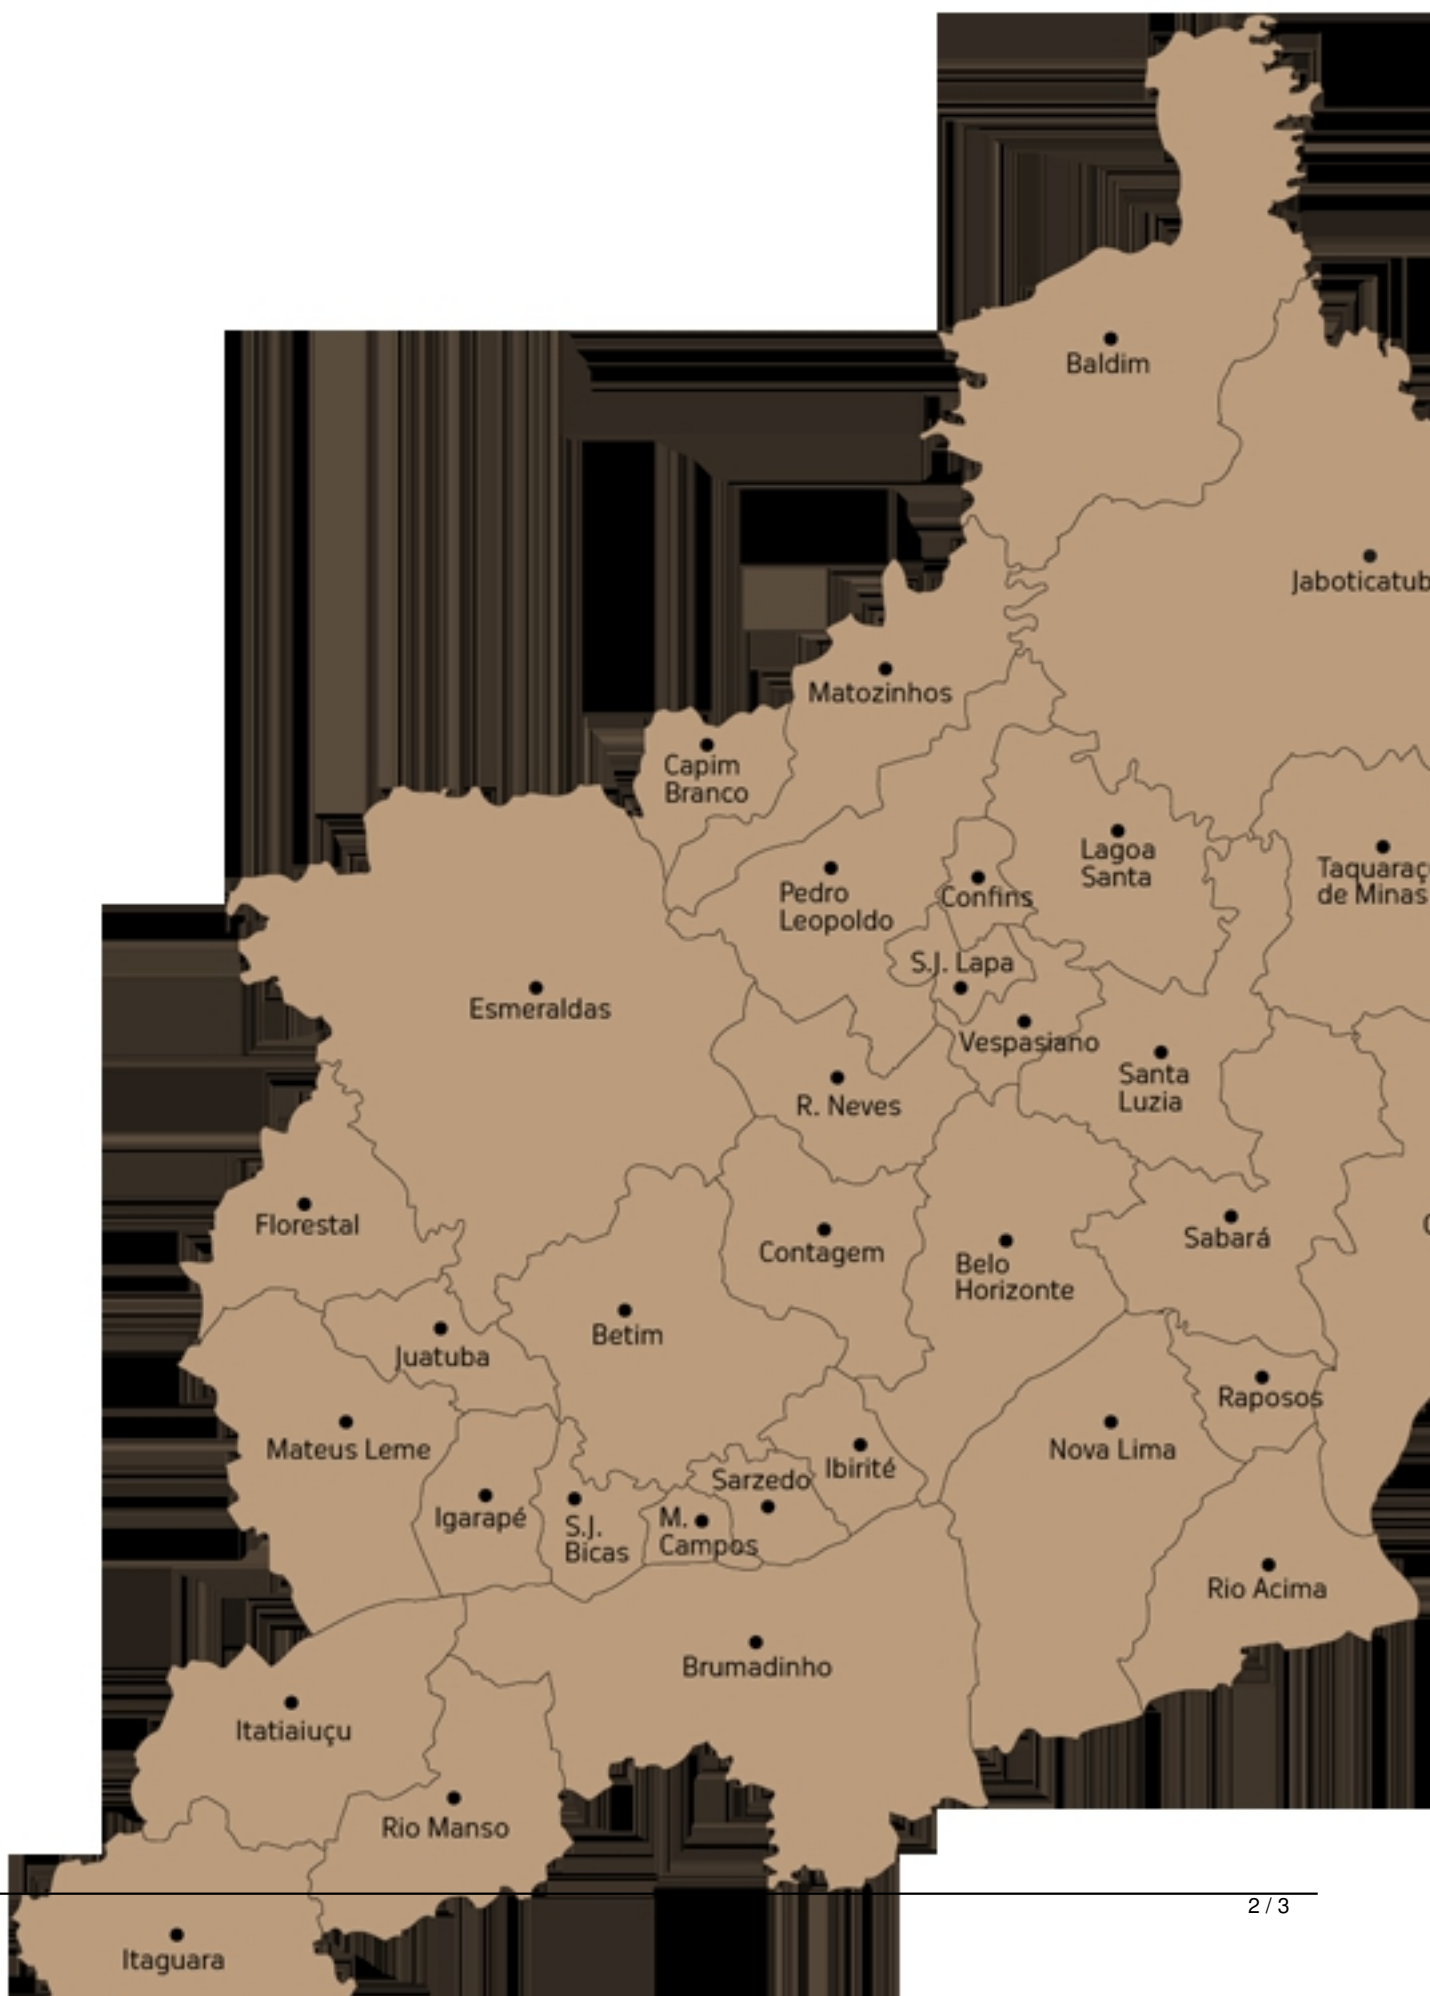 Baldim
Jaboticatub
Matozinhos
Capim
Branco
Lagoa
Santa
Taquaraç
de Minas
Pedro
Leopoldo
Confins
S.J. Lapa
Esmeraldas
Vespasiano
Santa
Luzia
R. Neves
Florestal
Contagem
Sabará
Belo
Horizonte
Betim
Juatuba
Raposos
Mateus Leme
Nova Lima
Ibirité
Sarzedo
Igarapé
S.J.
Bicas
M.
Campos
Rio Acima
Brumadinho
Itatiaiuçu
Rio Manso
2 / 3
Itaguara